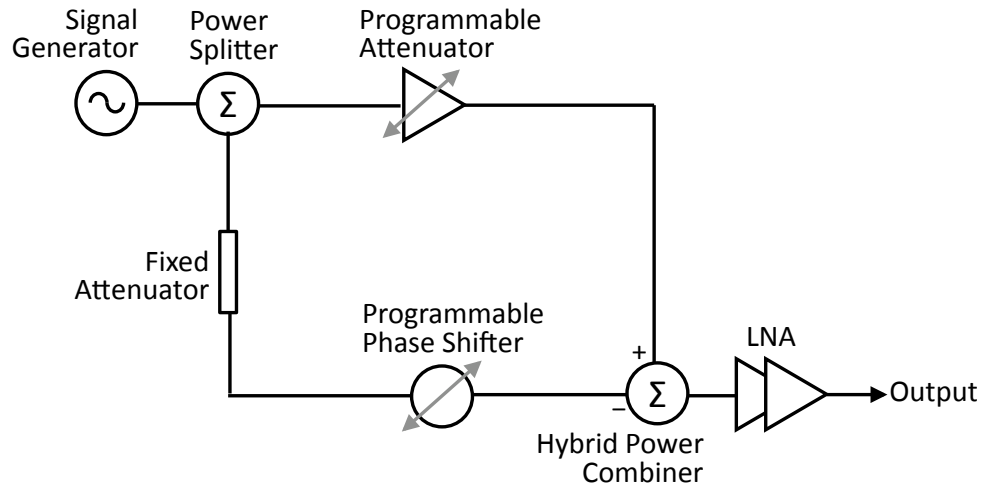 Signal
Generator
Power
Splitter
Programmable
Attenuator
Σ
Fixed
Attenuator
Programmable
Phase Shifter
LNA
+
Σ
−
Output
Hybrid Power
Combiner